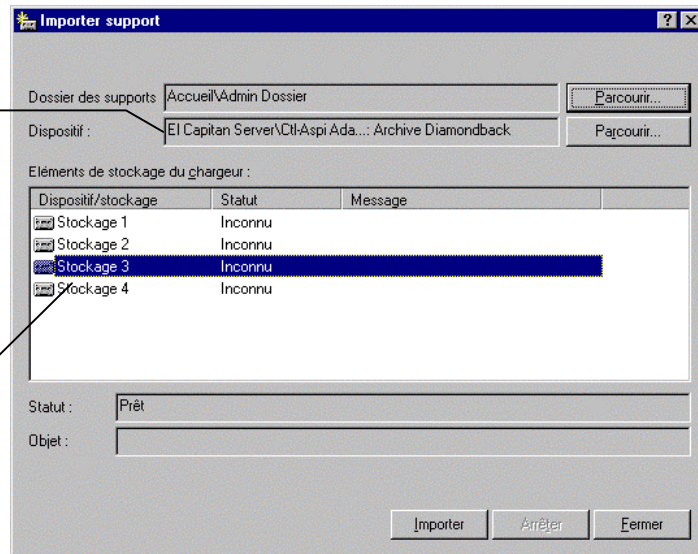 Importer support
Dossier des supports Accueil\Admin Dossier Parcourir...
Dispositif : El Capitan Server\Ctl-Aspi Ada...: Archive Diamondback Parcourir...
Eléments de stockage du chargeur :
Dispositif/stockage Statut Message
Stockage 1 Inconnu
Stockage 2 Inconnu
Stockage 3 Inconnu
Stockage 4 Inconnu
Statut : Prêt
Objet :
Importer Arrêter Fermer